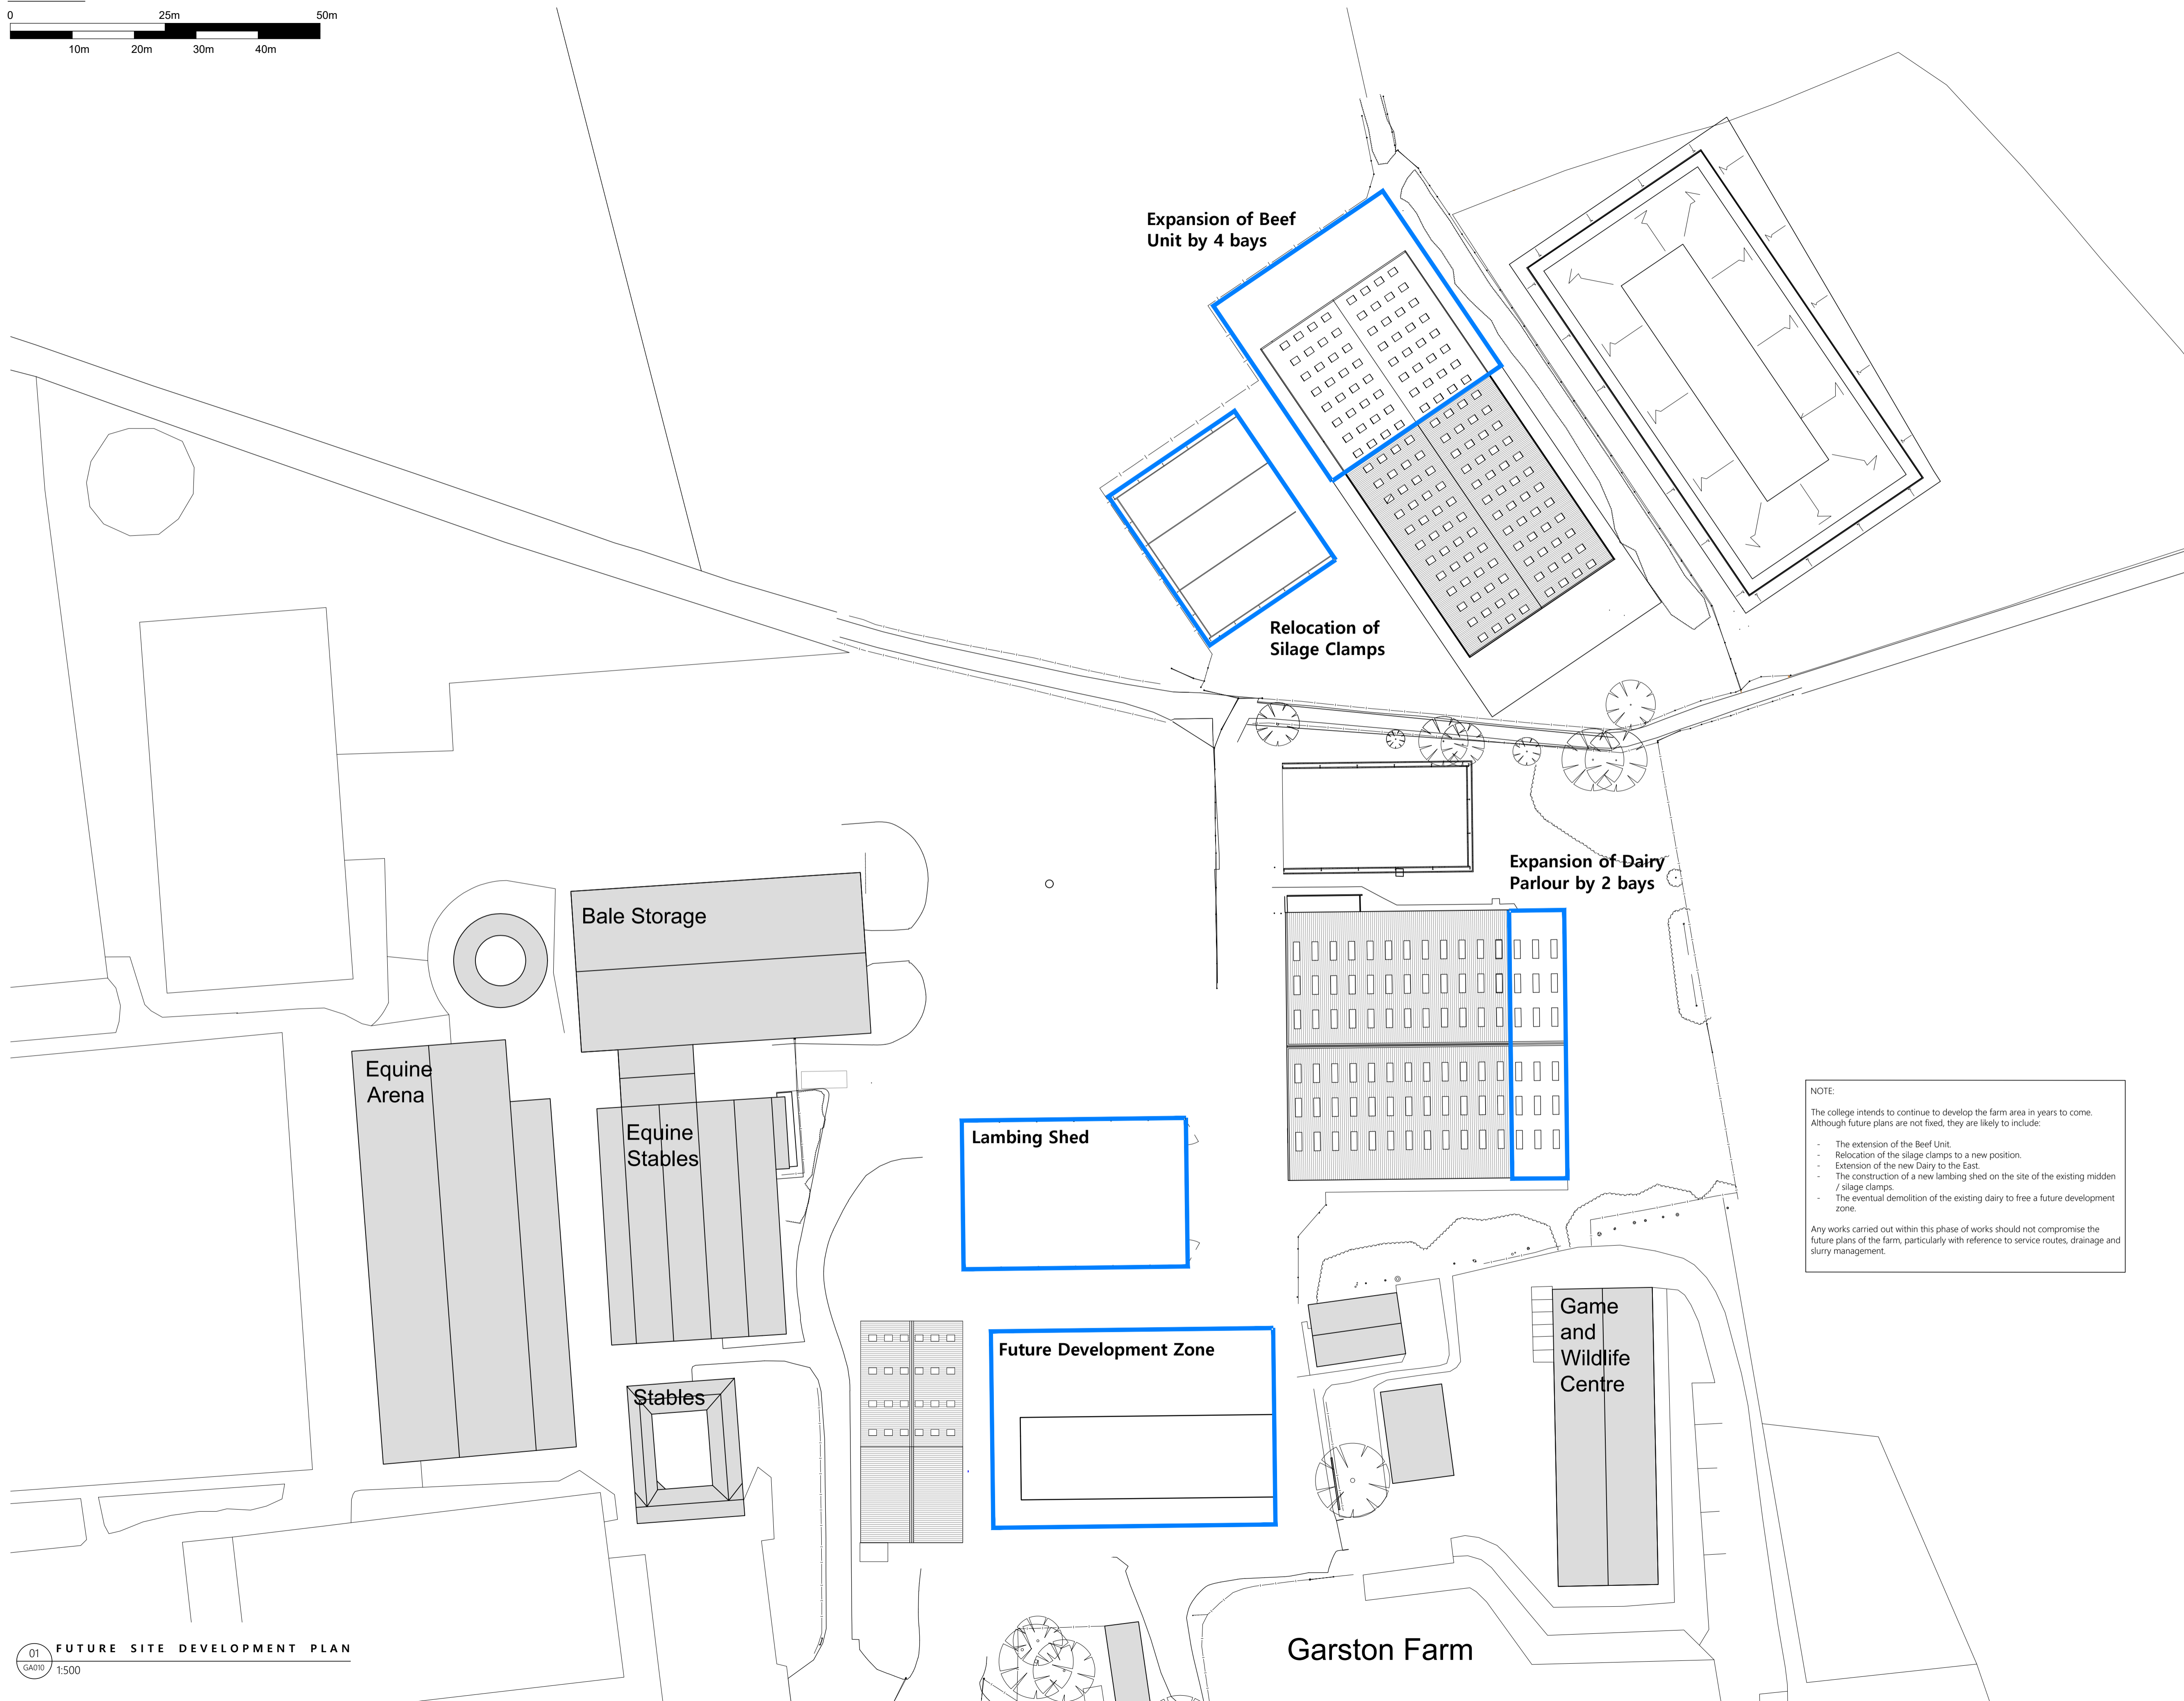 0 25m 50m
10m 20m 30m 40m
Expansion of Beef
Unit by 4 bays
Relocation of
Silage Clamps
Expansion of Dairy
Parlour by 2 bays
Bale Storage
Equine
Arena
Equine
Stables
Lambing Shed
NOTE:
The college intends to continue to develop the farm area in years to come.
Although future plans are not fixed, they are likely to include:
- The extension of the Beef Unit.
- Relocation of the silage clamps to a new position.
- Extension of the new Dairy to the East.
- The construction of a new lambing shed on the site of the existing midden
/ silage clamps.
- The eventual demolition of the existing dairy to free a future development
zone.
Any works carried out within this phase of works should not compromise the
future plans of the farm, particularly with reference to service routes, drainage and
slurry management.
Future Development Zone
Game
and
Wildlife
Centre
Stables
Garston Farm
01
GA010
FUTURE SITE DEVELOPMENT PLAN
1:500